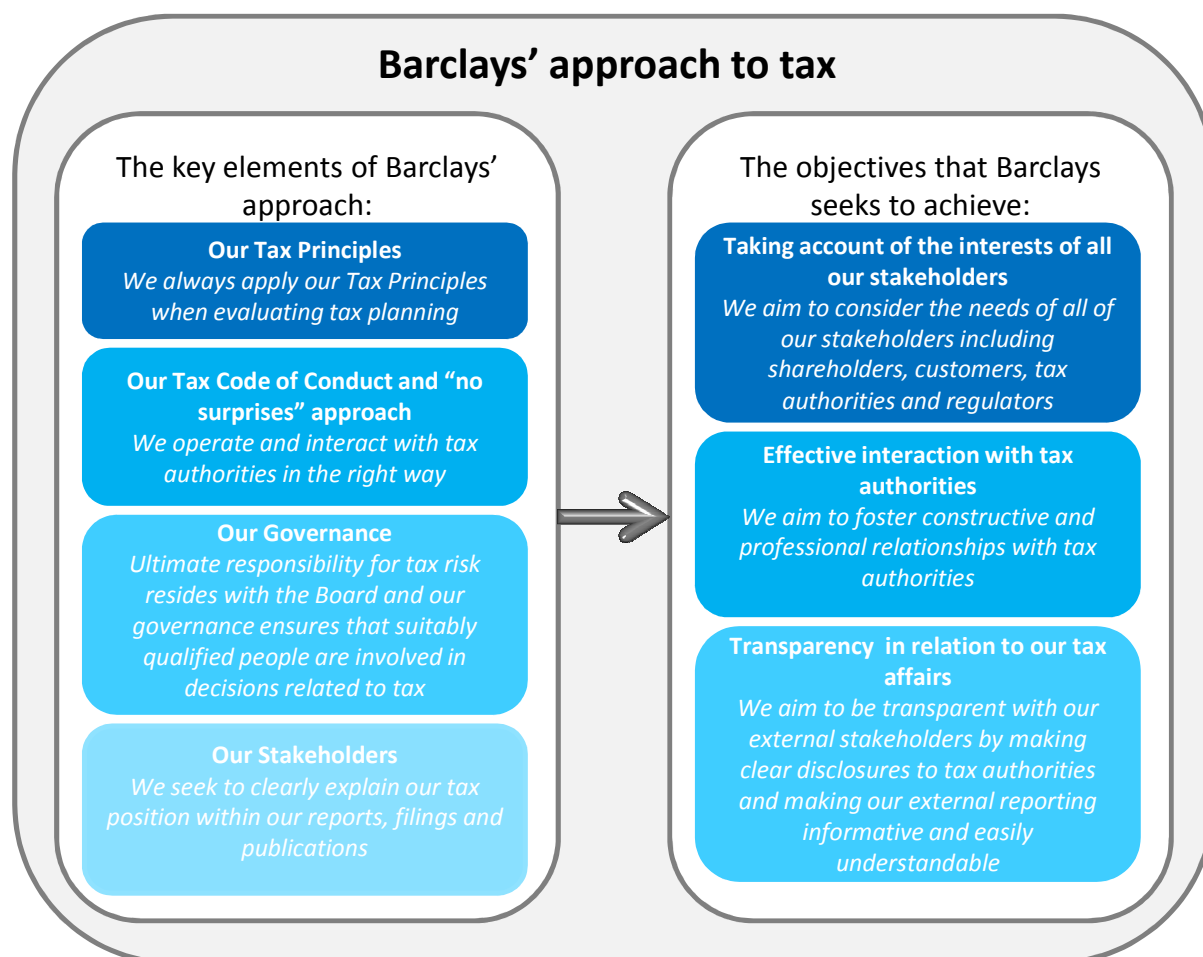 Barclays’ approach to tax
The key elements of Barclays’
approach:
Our Tax Principles
We always apply our Tax Principles
when evaluating tax planning
Our Tax Code of Conduct and “no
surprises” approach
We operate and interact with tax
authorities in the right way
Our Governance
Ultimate responsibility for tax risk
resides with the Board and our
governance ensures that suitably
qualified people are involved in
decisions related to tax
Our Stakeholders
We seek to clearly explain our tax
position within our reports, filings and
publications
The objectives that Barclays
seeks to achieve:
Taking account of the interests of all
our stakeholders
We aim to consider the needs of all of
our stakeholders including
shareholders, customers, tax
authorities and regulators
Effective interaction with tax
authorities
We aim to foster constructive and
professional relationships with tax
authorities
Transparency in relation to our tax
affairs
We aim to be transparent with our
external stakeholders by making
clear disclosures to tax authorities
and making our external reporting
informative and easily
understandable